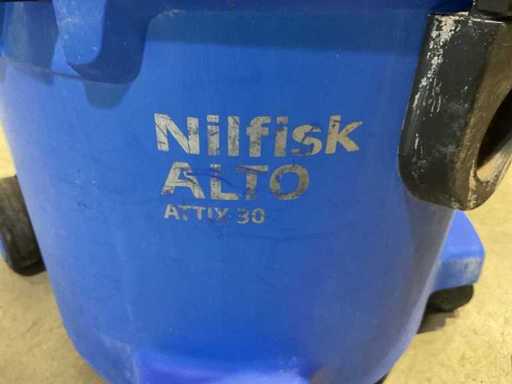 Nilfisk
ALTO
ATTIX 30